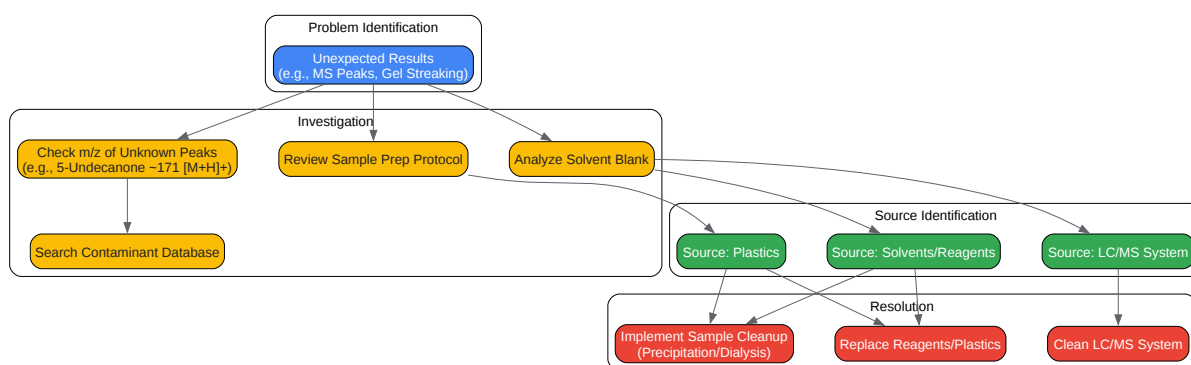 Problem Identification
Unexpected Results
(e.g., MS Peaks, Gel Streaking)
Investigation
Check m/z of Unknown Peaks
(e.g., 5-Undecanone ~171 [M+H]+)
Review Sample Prep Protocol
Analyze Solvent Blank
Search Contaminant Database
Source Identification
Source: Plastics
Source: Solvents/Reagents
Source: LC/MS System
Resolution
Implement Sample Cleanup
(Precipitation/Dialysis)
Replace Reagents/Plastics
Clean LC/MS System